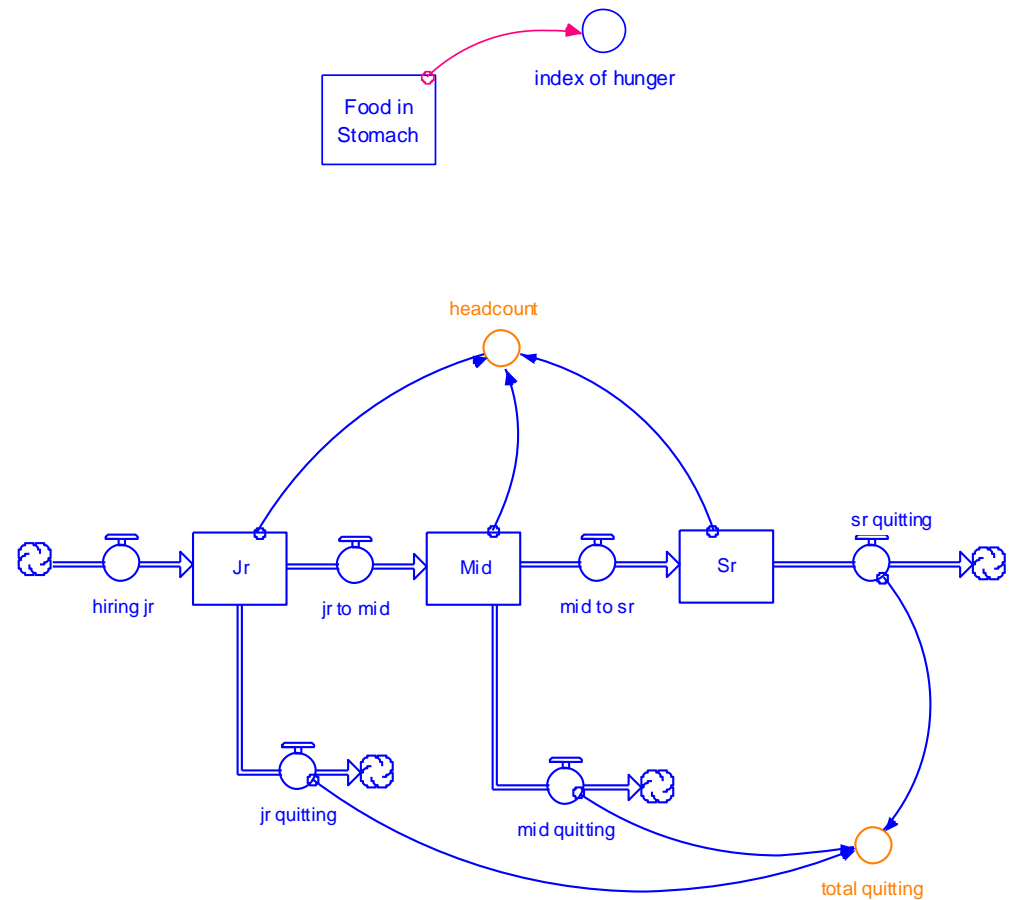 index of hunger
Food in
Stomach
headcount
sr quitting
Jr
Mid
Sr
hiring jr
jr to mid
mid to sr
jr quitting
mid quitting
total quitting